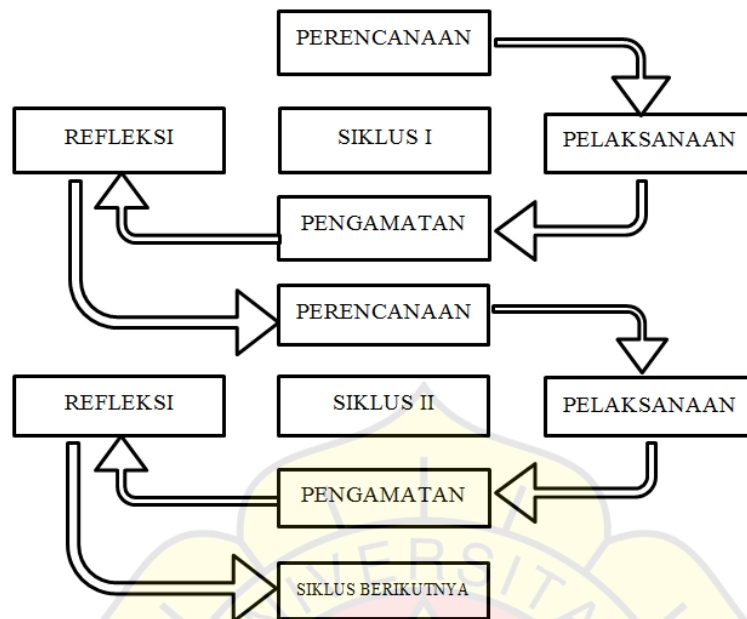 PERENCANAAN
REFLEKSI
SIKLUS I
PELAKSANAAN
PENGAMATAN
PERENCANAAN
REFLEKSI
SIKLUS II
PELAKSANAAN
PENGAMATAN
SIKLUS BERIKUTNYA